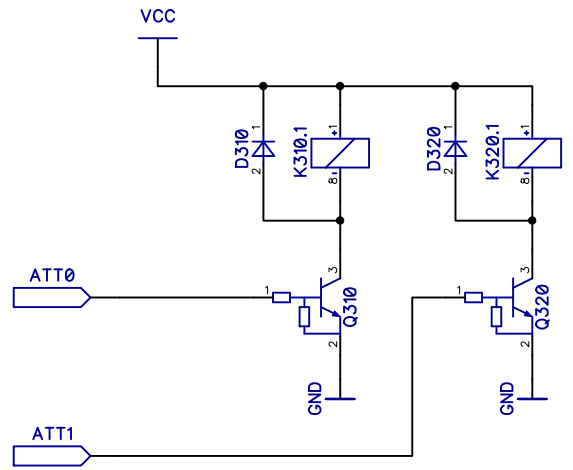 VCC
D310
1
2
K310.1
+1
8-
D320
1
2
K320.1
+1
8-
ATT0
1
3
Q310
2
GND
1
3
Q320
2
GND
ATT1